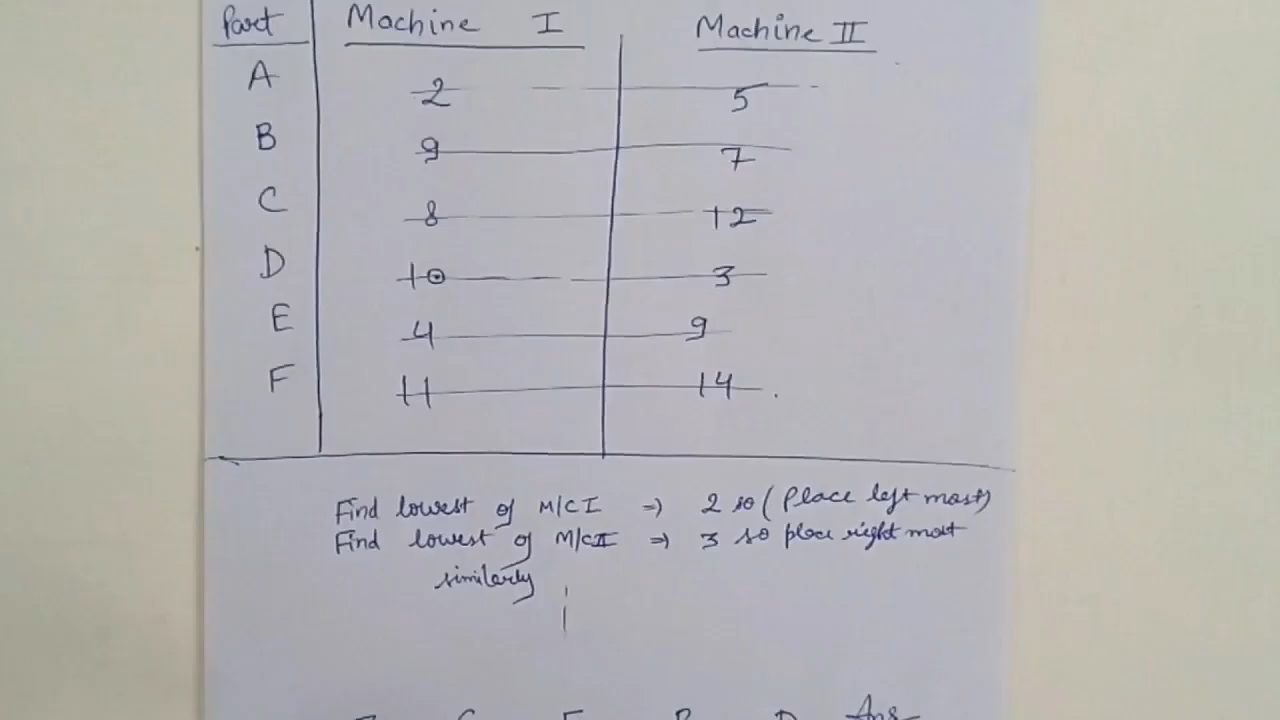 Part Machine I Machine II
A 2 5
B 9 7
C 8 12
D 10 3
E 4 9
F 11 14
Find lowest of M/C I ⇒ 2 so (Place left most)
Find lowest of M/C II ⇒ 3 so place right most
similarly
Ans